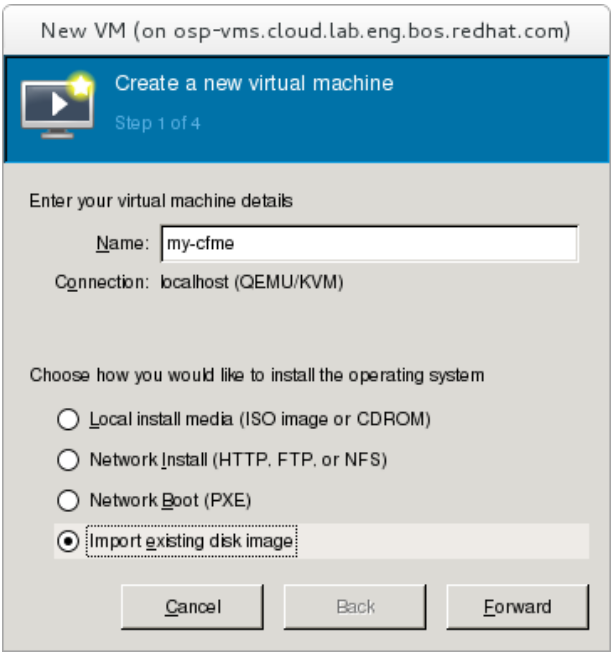 New VM (on osp-vms.cloud.lab.eng.bos.redhat.com)
Create a new virtual machine
Step 1 of 4
Enter your virtual machine details
Name: my-cfme
Connection: localhost (QEMU/KVM)
Choose how you would like to install the operating system
Local install media (ISO image or CDROM)
Network Install (HTTP, FTP, or NFS)
Network Boot (PXE)
Import existing disk image
Cancel Back Forward